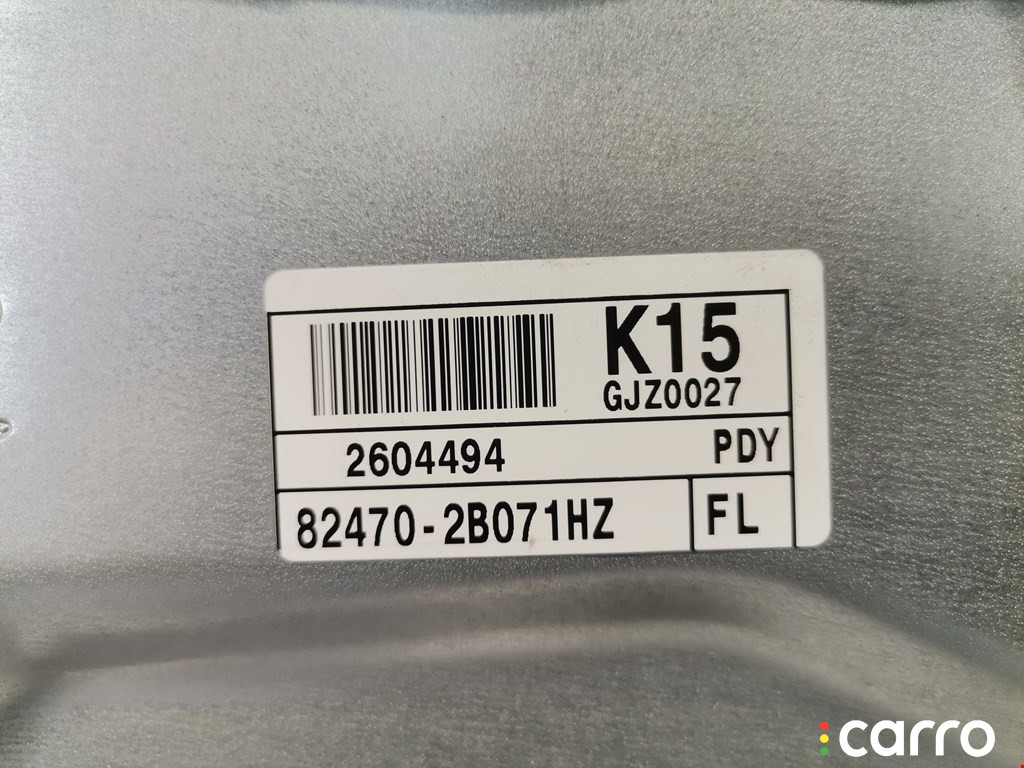 K15
GJZ0027
2604494 PDY
82470-2B071HZ FL
carro